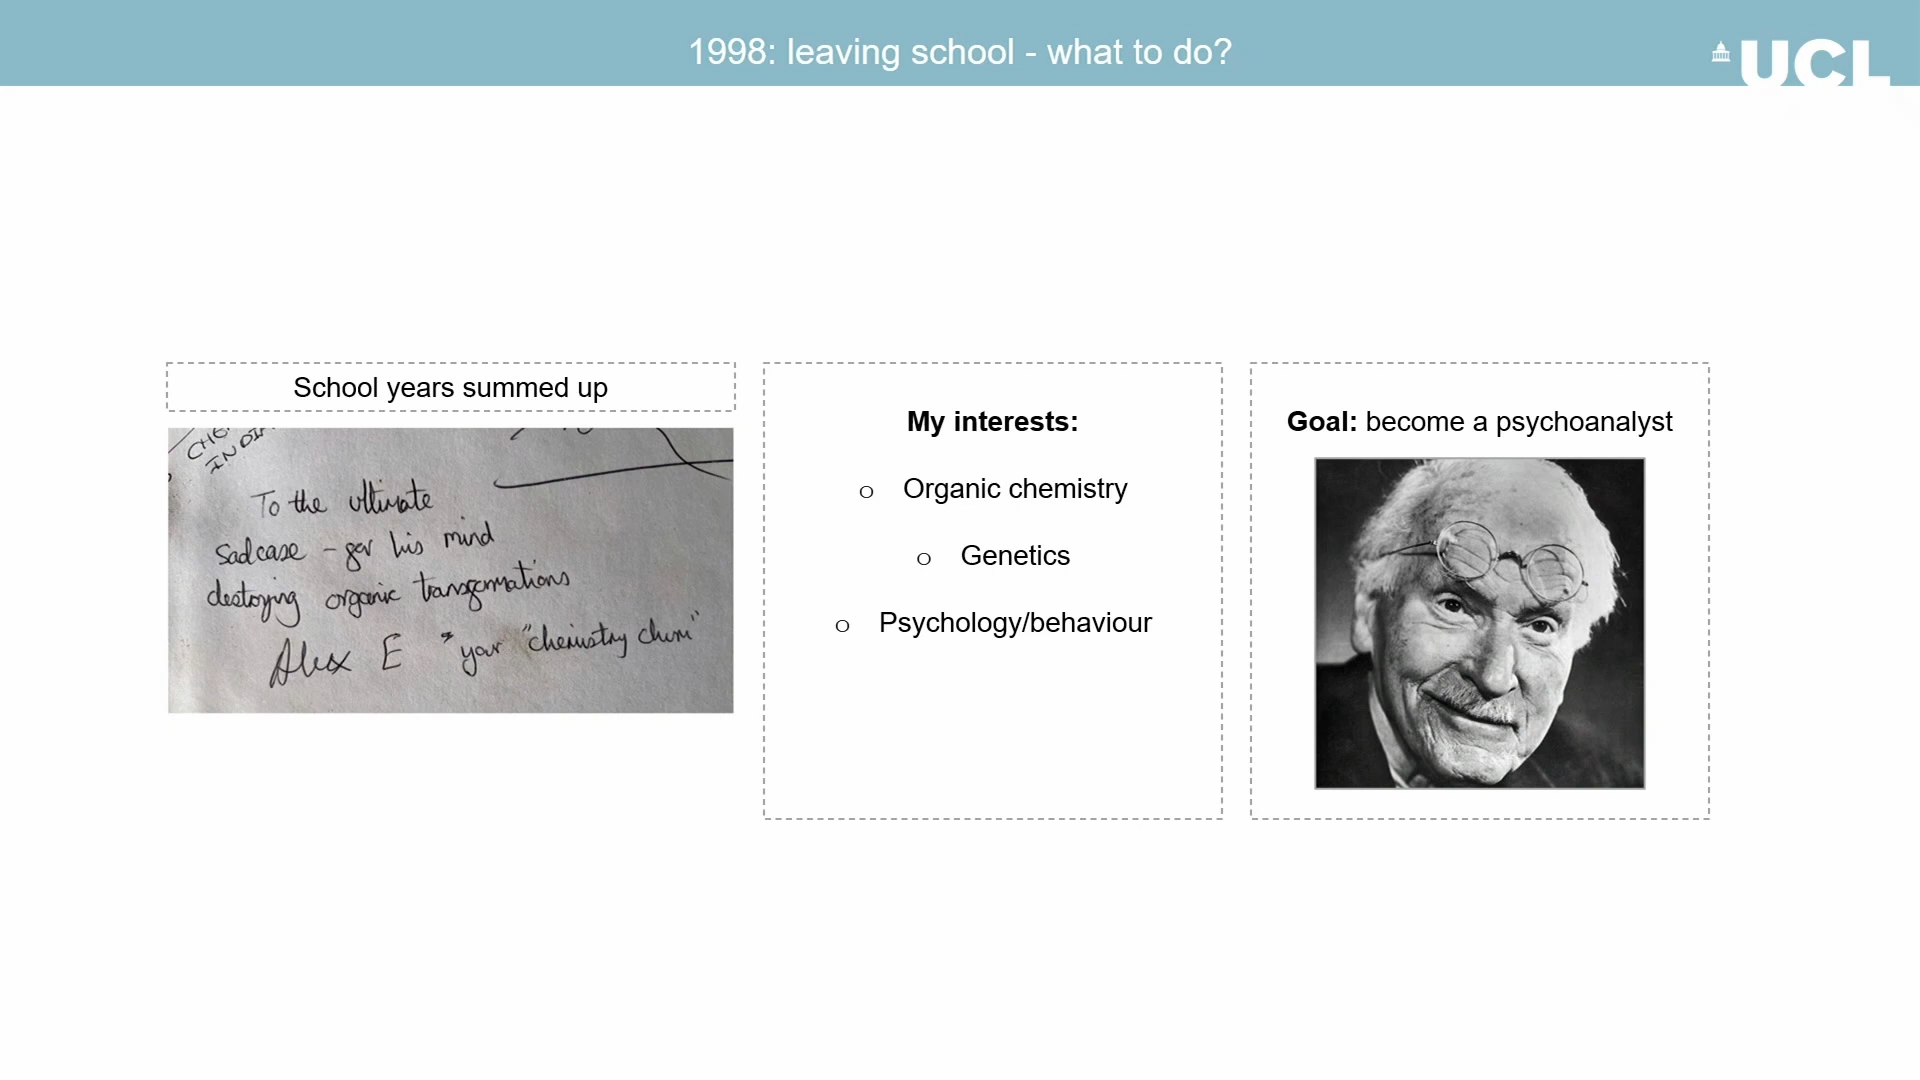 1998: leaving school - what to do?
UCL
School years summed up
To the ultimate
sadcase - for his mind
destroying organic transformations
Alex E "your "chemistry chum"
My interests:
o Organic chemistry
o Genetics
o Psychology/behaviour
Goal: become a psychoanalyst